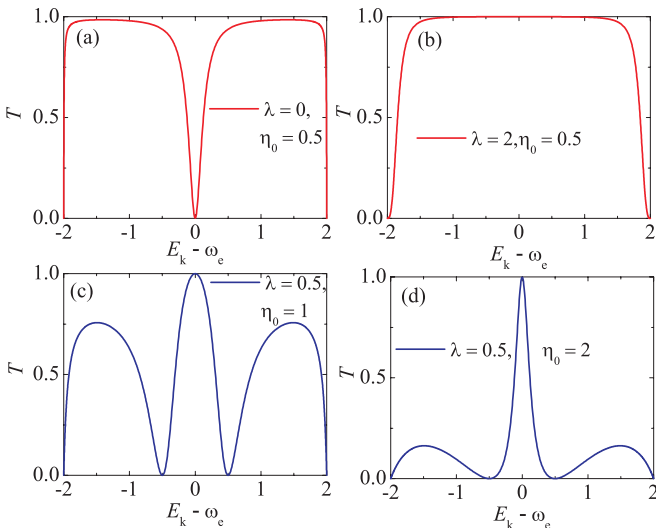 (a)
T
1.0
0.5
0.0
λ = 0,
η₀ = 0.5
-2 -1 0 1 2
Eₖ - ωₑ
(b)
T
1.0
0.5
0.0
λ = 2, η₀ = 0.5
-2 -1 0 1 2
Eₖ - ωₑ
(c)
T
1.0
0.5
0.0
λ = 0.5,
η₀ = 1
-2 -1 0 1 2
Eₖ - ωₑ
(d)
T
1.0
0.5
0.0
λ = 0.5, η₀ = 2
-2 -1 0 1 2
Eₖ - ωₑ